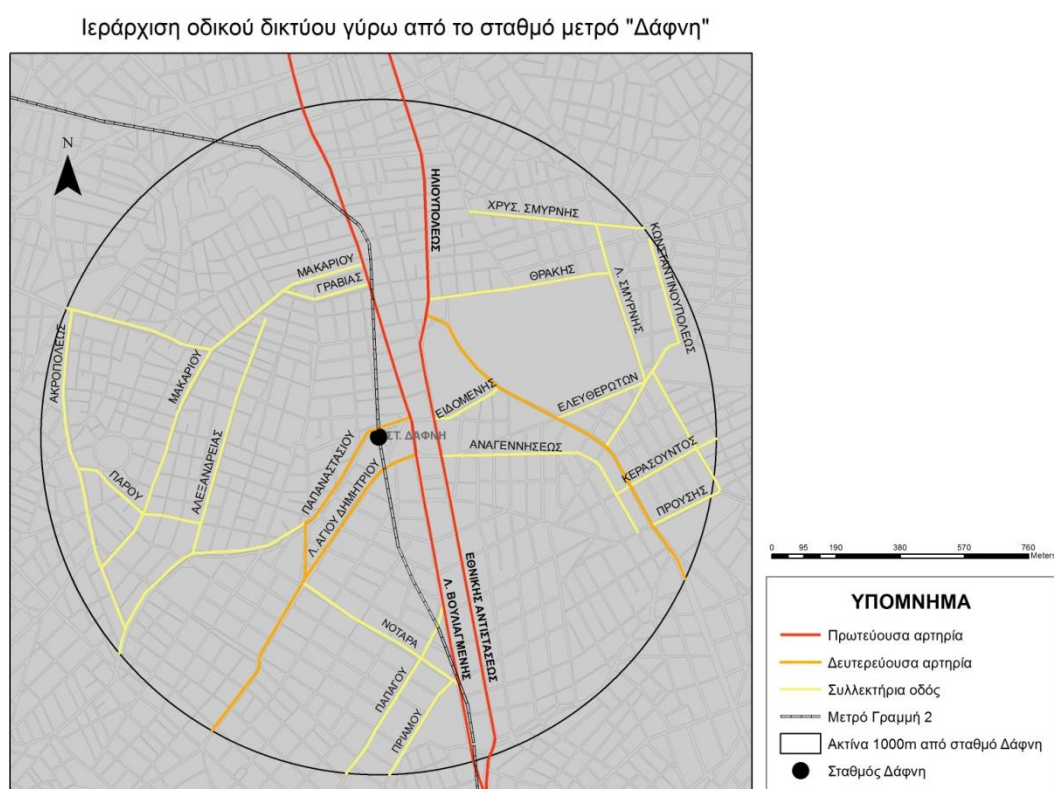 Ιεράρχιση οδικού δικτύου γύρω από το σταθμό μετρό "Δάφνη"
N
ΗΛΙΟΥΠΟΛΕΩΣ
ΧΡΥΣ. ΣΜΥΡΝΗΣ
ΚΩΝΣΤΑΝΤΙΝΟΥΠΟΛΕΩΣ
ΜΑΚΑΡΙΟΥ
ΓΡΑΒΙΑΣ
ΘΡΑΚΗΣ
Λ. ΣΜΥΡΝΗΣ
ΑΚΡΟΠΟΛΕΩΣ
ΜΑΚΑΡΙΟΥ
ΕΙΔΟΜΕΝΗΣ
ΕΛΕΥΘΕΡΩΤΩΝ
ΣΤ. ΔΑΦΝΗ
ΑΝΑΓΕΝΝΗΣΕΩΣ
ΠΑΡΟΥ
ΑΛΕΞΑΝΔΡΕΙΑΣ
ΠΑΠΑΝΑΣΤΑΣΙΟΥ
Λ. ΑΓΙΟΥ ΔΗΜΗΤΡΙΟΥ
ΚΕΡΑΣΟΥΝΤΟΣ
ΠΡΟΥΣΗΣ
ΝΟΤΑΡΑ
Λ. ΒΟΥΛΙΑΓΜΕΝΗΣ
ΕΘΝΙΚΗΣ ΑΝΤΙΣΤΑΣΕΩΣ
ΠΑΠΑΓΟΥ
ΠΡΙΑΜΟΥ
0 95 190 380 570 760
Meters
ΥΠΟΜΝΗΜΑ
Πρωτεύουσα αρτηρία
Δευτερεύουσα αρτηρία
Συλλεκτήρια οδός
Μετρό Γραμμή 2
Ακτίνα 1000m από σταθμό Δάφνη
Σταθμός Δάφνη